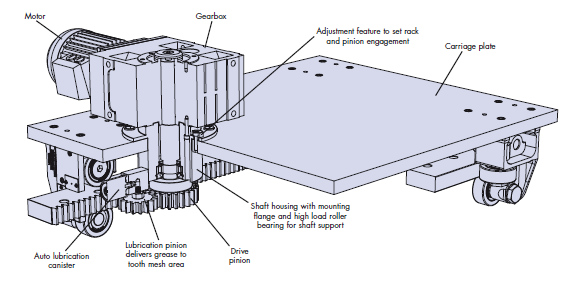 Motor
Gearbox
Adjustment feature to set rack
and pinion engagement
Carriage plate
Shaft housing with mounting
flange and high load roller
bearing for shaft support
Auto lubrication
canister
Lubrication pinion
delivers grease to
tooth mesh area
Drive
pinion